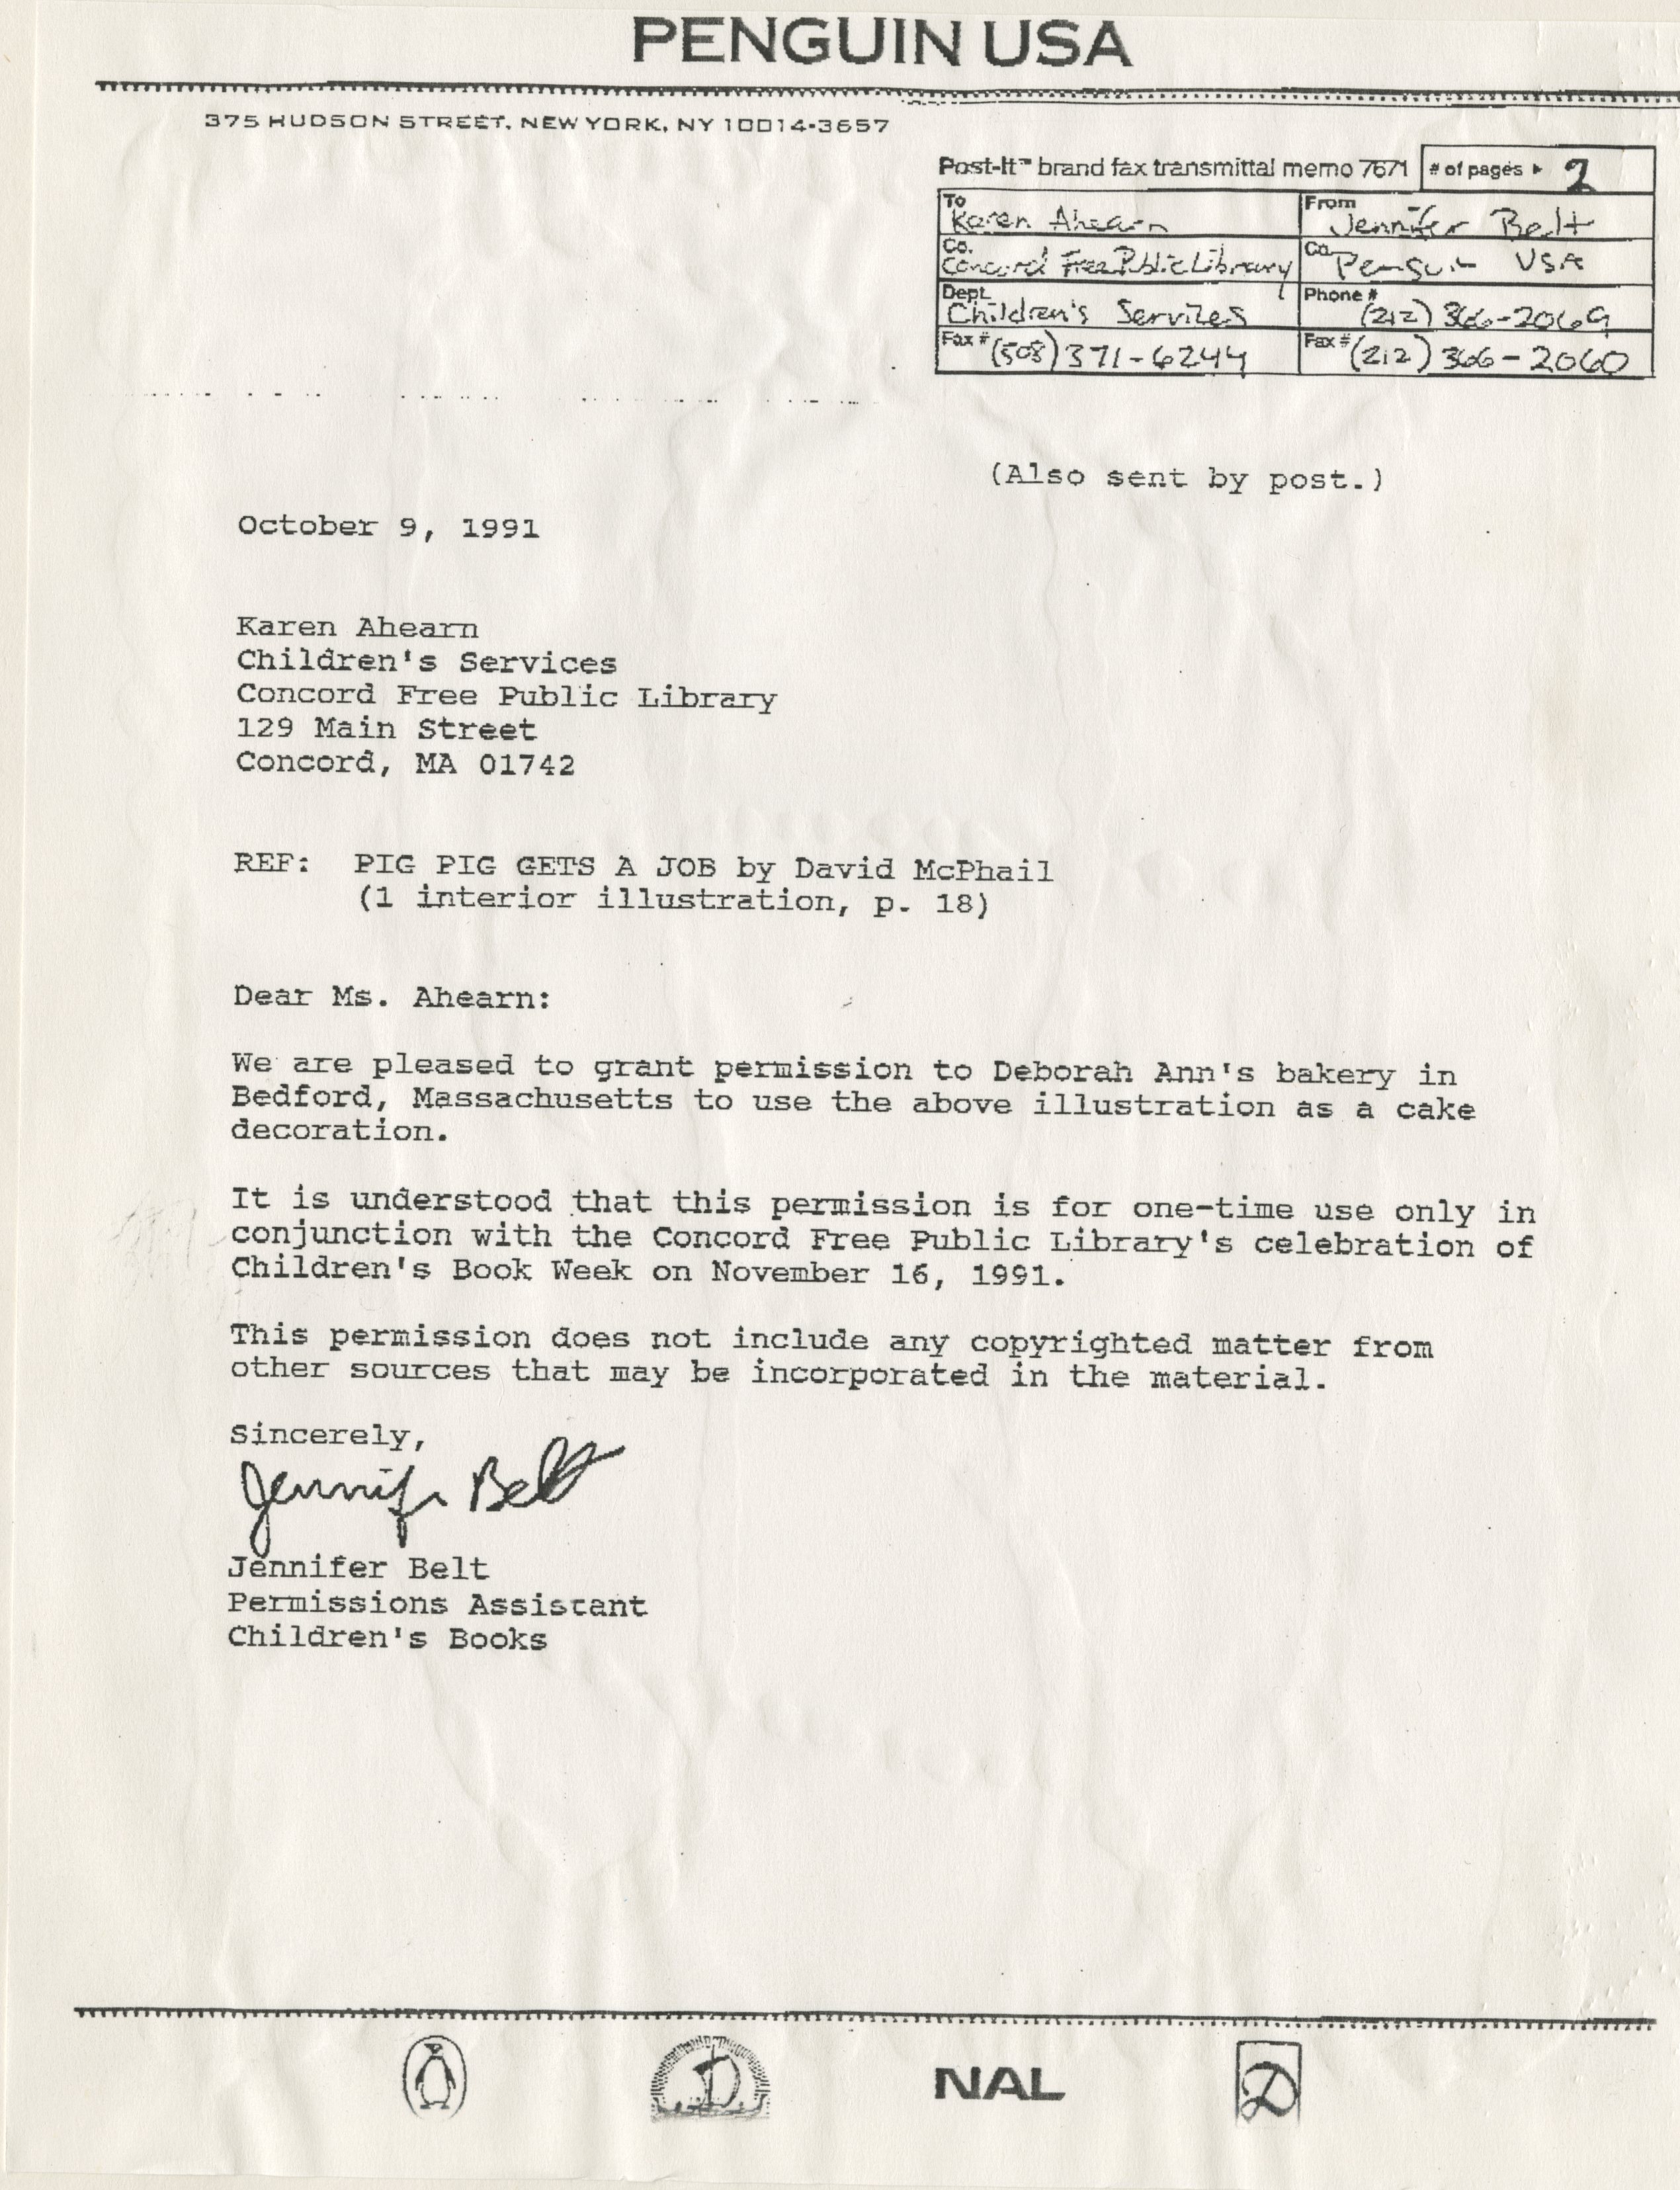 PENGUIN USA
375 HUDSON STREET, NEW YORK, NY 10014-3657
Post-It™ brand fax transmittal memo 7671 # of pages ▸ 2
To Karen Ahearn From Jennifer Belt
Co. Concord Free Public Library Co. Penguin USA
Dept. Children's Services Phone # (212) 366-2069
Fax # (508) 371-6244 Fax # (212) 366-2060
(Also sent by post.)
October 9, 1991
Karen Ahearn
Children's Services
Concord Free Public Library
129 Main Street
Concord, MA 01742
REF: PIG PIG GETS A JOB by David McPhail
(1 interior illustration, p. 18)
Dear Ms. Ahearn:
We are pleased to grant permission to Deborah Ann's bakery in
Bedford, Massachusetts to use the above illustration as a cake
decoration.
It is understood that this permission is for one-time use only in
conjunction with the Concord Free Public Library's celebration of
Children's Book Week on November 16, 1991.
This permission does not include any copyrighted matter from
other sources that may be incorporated in the material.
Sincerely,
Jennifer Belt
Jennifer Belt
Permissions Assistant
Children's Books
NAL
D